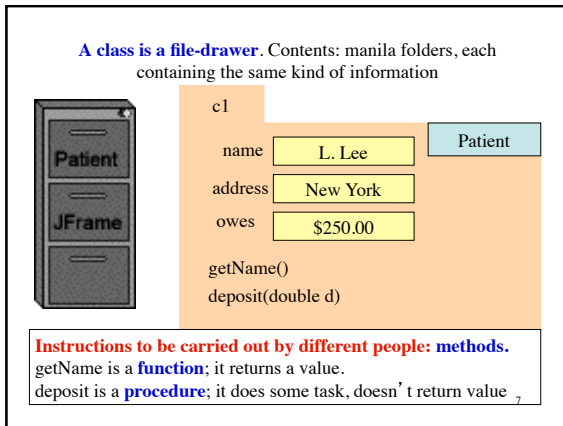 A class is a file-drawer. Contents: manila folders, each
containing the same kind of information
Patient
JFrame
c1
Patient
name L. Lee
address New York
owes $250.00
getName()
deposit(double d)
Instructions to be carried out by different people: methods.
getName is a function; it returns a value.
deposit is a procedure; it does some task, doesn’t return value
7